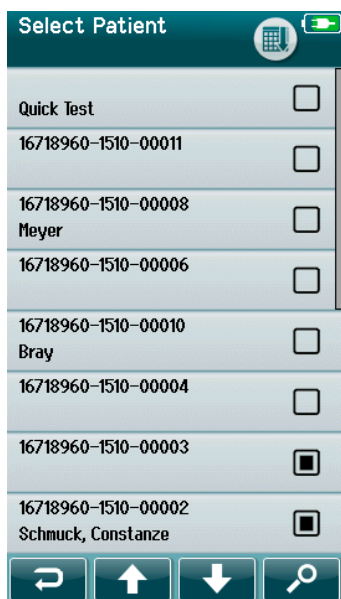 Select Patient
Quick Test
16718960-1510-00011
16718960-1510-00008
Meyer
16718960-1510-00006
16718960-1510-00010
Bray
16718960-1510-00004
16718960-1510-00003
16718960-1510-00002
Schmuck, Constanze